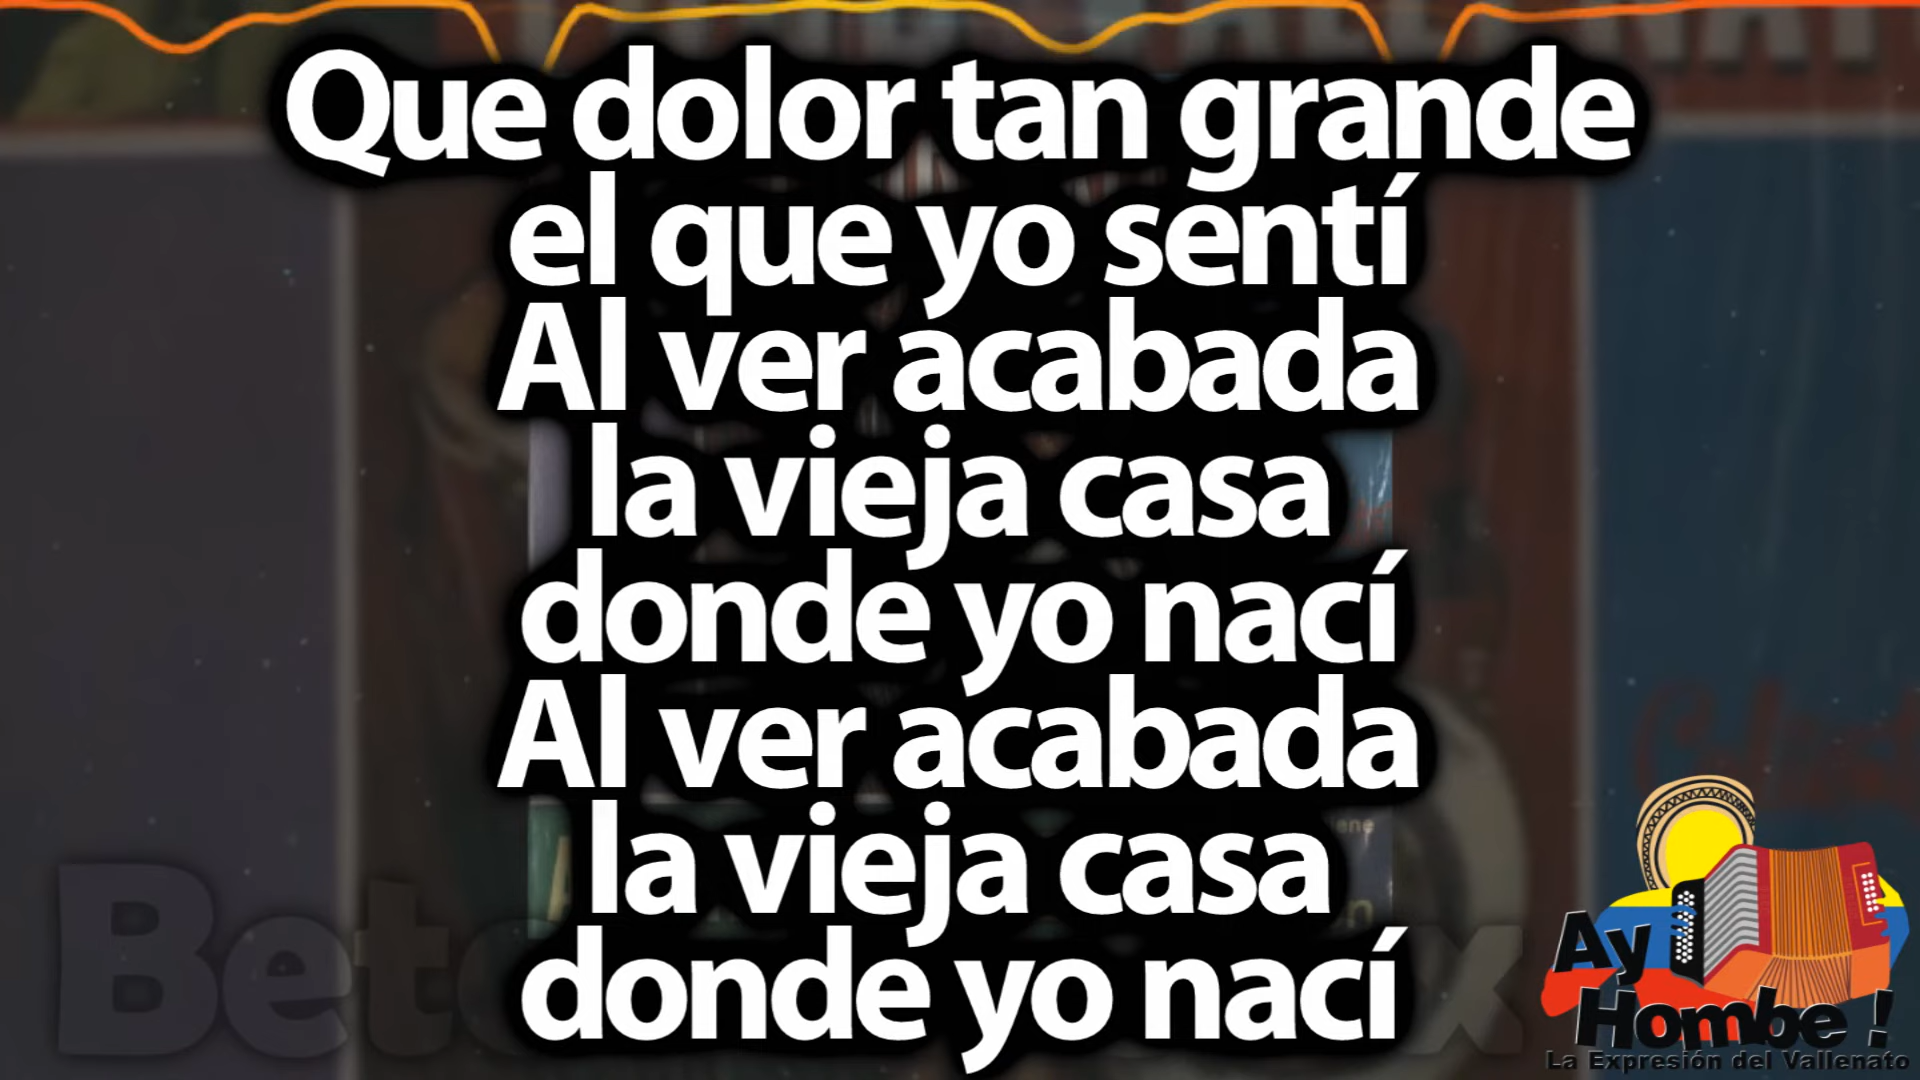 Que dolor tan grande
el que yo sentí
Al ver acabada
la vieja casa
donde yo nací
Al ver acabada
la vieja casa
donde yo nací
Ay
Hombe !
La Expresión del Vallenato